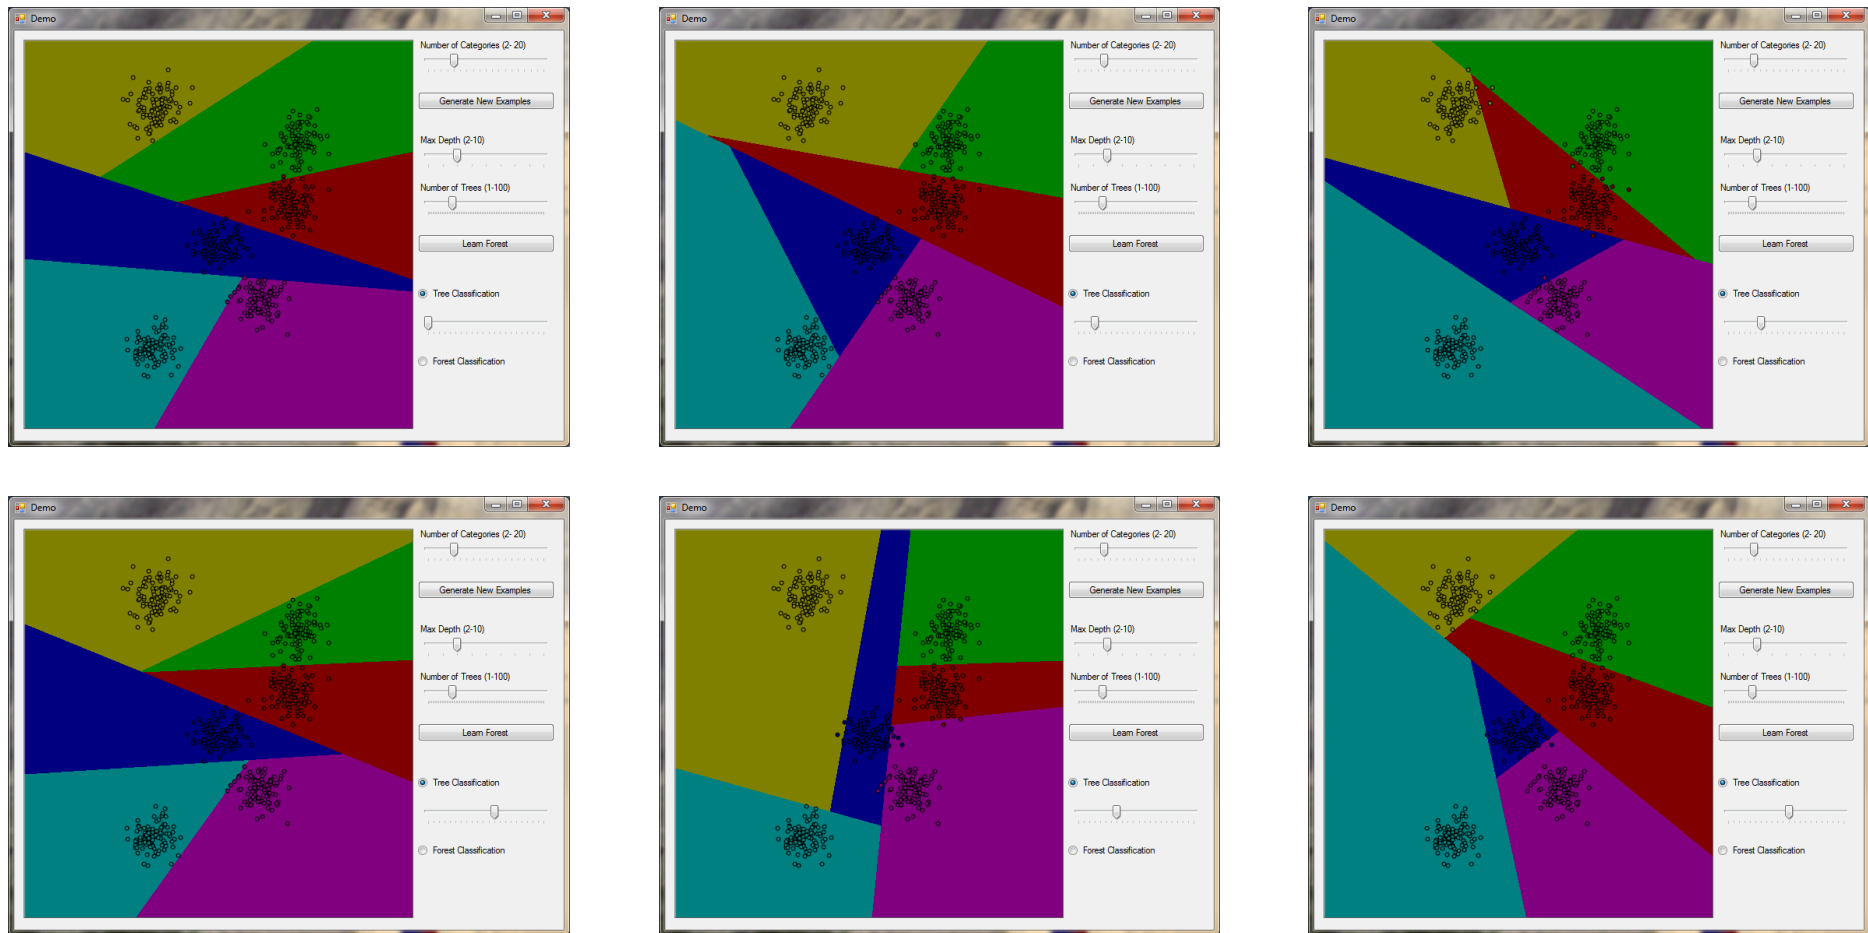 Demo
Number of Categories (2- 20)
Generate New Examples
Max Depth (2-10)
Number of Trees (1-100)
Learn Forest
Tree Classification
Forest Classification
Demo
Number of Categories (2- 20)
Generate New Examples
Max Depth (2-10)
Number of Trees (1-100)
Learn Forest
Tree Classification
Forest Classification
Demo
Number of Categories (2- 20)
Generate New Examples
Max Depth (2-10)
Number of Trees (1-100)
Learn Forest
Tree Classification
Forest Classification
Demo
Number of Categories (2- 20)
Generate New Examples
Max Depth (2-10)
Number of Trees (1-100)
Learn Forest
Tree Classification
Forest Classification
Demo
Number of Categories (2- 20)
Generate New Examples
Max Depth (2-10)
Number of Trees (1-100)
Learn Forest
Tree Classification
Forest Classification
Demo
Number of Categories (2- 20)
Generate New Examples
Max Depth (2-10)
Number of Trees (1-100)
Learn Forest
Tree Classification
Forest Classification